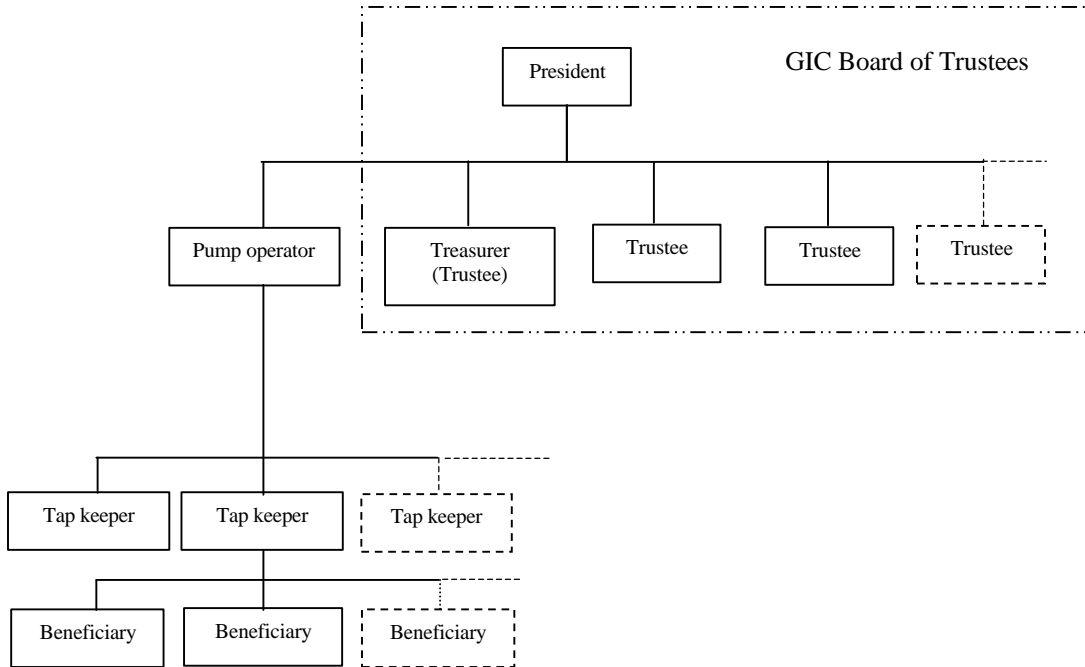 GIC Board of Trustees
President
Pump operator
Treasurer
(Trustee)
Trustee
Trustee
Trustee
Tap keeper
Tap keeper
Tap keeper
Beneficiary
Beneficiary
Beneficiary